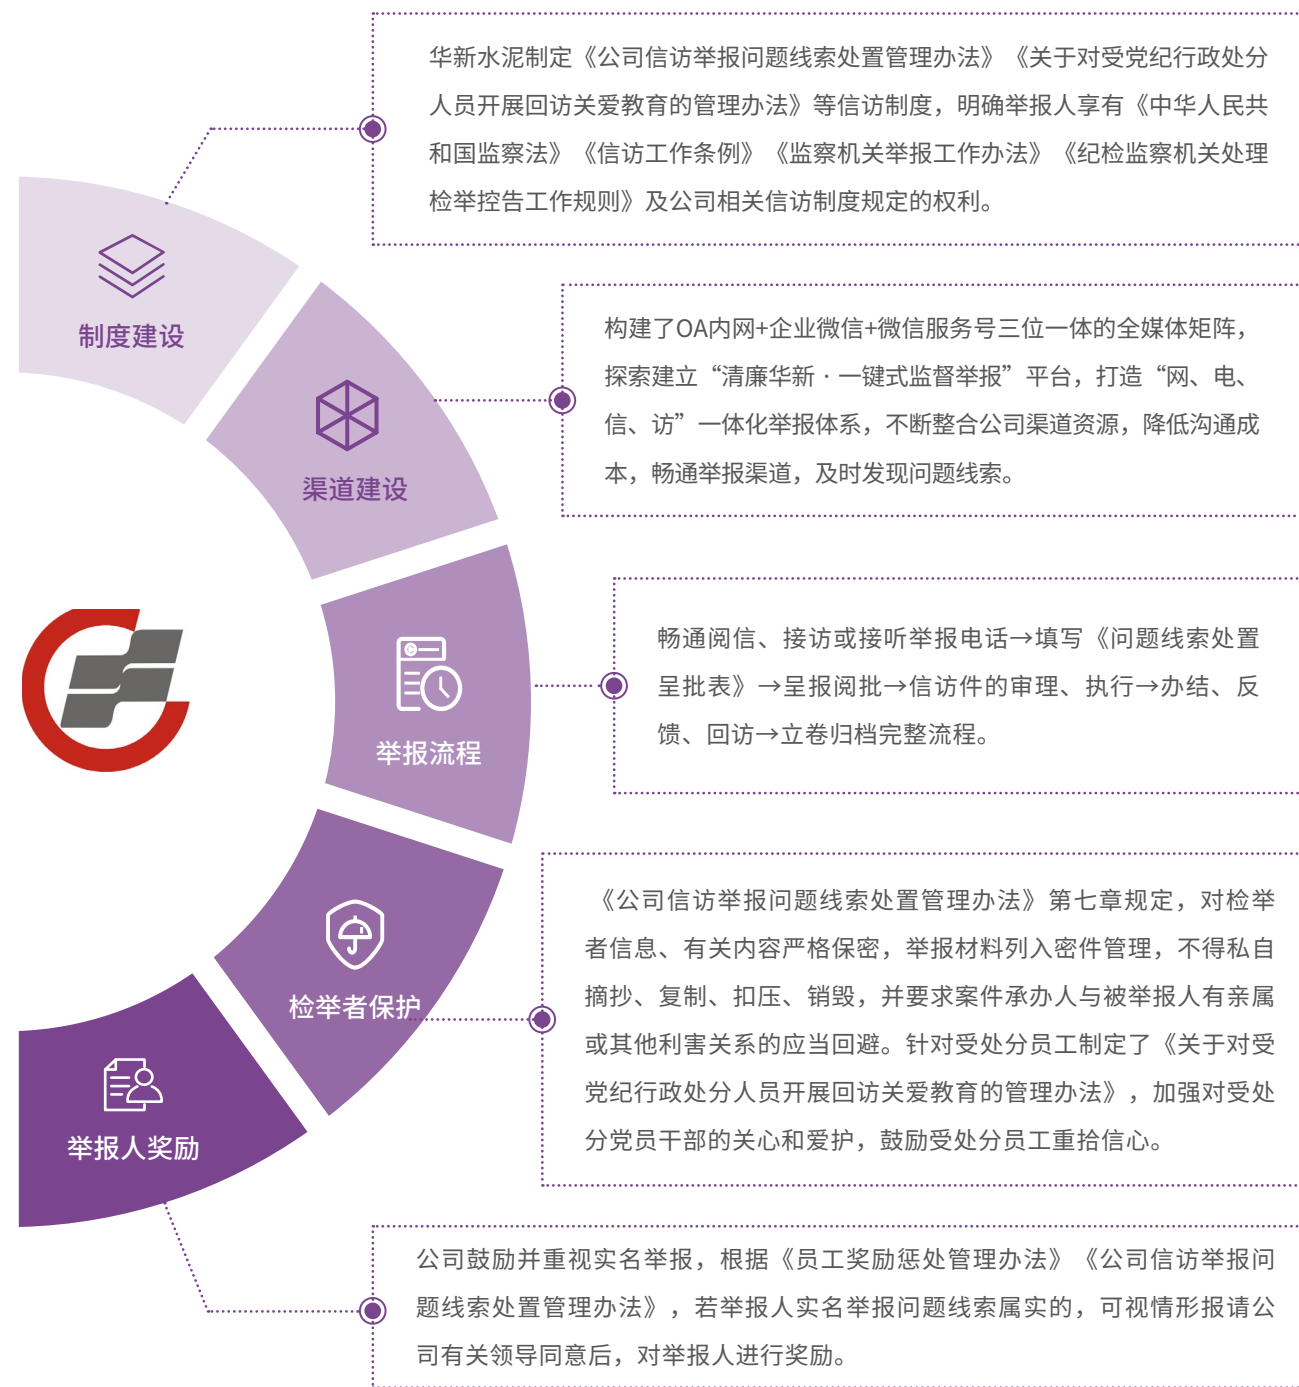 华新水泥制定《公司信访举报问题线索处置管理办法》《关于对受党纪行政处分
人员开展回访关爱教育的管理办法》等信访制度，明确举报人享有《中华人民共
和国监察法》《信访工作条例》《监察机关举报工作办法》《纪检监察机关处理
检举控告工作规则》及公司相关信访制度规定的权利。
制度建设
构建了OA内网+企业微信+微信服务号三位一体的全媒体矩阵，
探索建立“清廉华新·一键式监督举报”平台，打造“网、电、
信、访”一体化举报体系，不断整合公司渠道资源，降低沟通成
本，畅通举报渠道，及时发现问题线索。
渠道建设
畅通阅信、接访或接听举报电话→填写《问题线索处置
呈批表》→呈报阅批→信访件的审理、执行→办结、反
馈、回访→立卷归档完整流程。
举报流程
《公司信访举报问题线索处置管理办法》第七章规定，对检举
者信息、有关内容严格保密，举报材料列入密件管理，不得私自
摘抄、复制、扣压、销毁，并要求案件承办人与被举报人有亲属
或其他利害关系的应当回避。针对受处分员工制定了《关于对受
党纪行政处分人员开展回访关爱教育的管理办法》，加强对受处
分党员干部的关心和爱护，鼓励受处分员工重拾信心。
检举者保护
举报人奖励
公司鼓励并重视实名举报，根据《员工奖励惩处管理办法》《公司信访举报问
题线索处置管理办法》，若举报人实名举报问题线索属实的，可视情形报请公
司有关领导同意后，对举报人进行奖励。